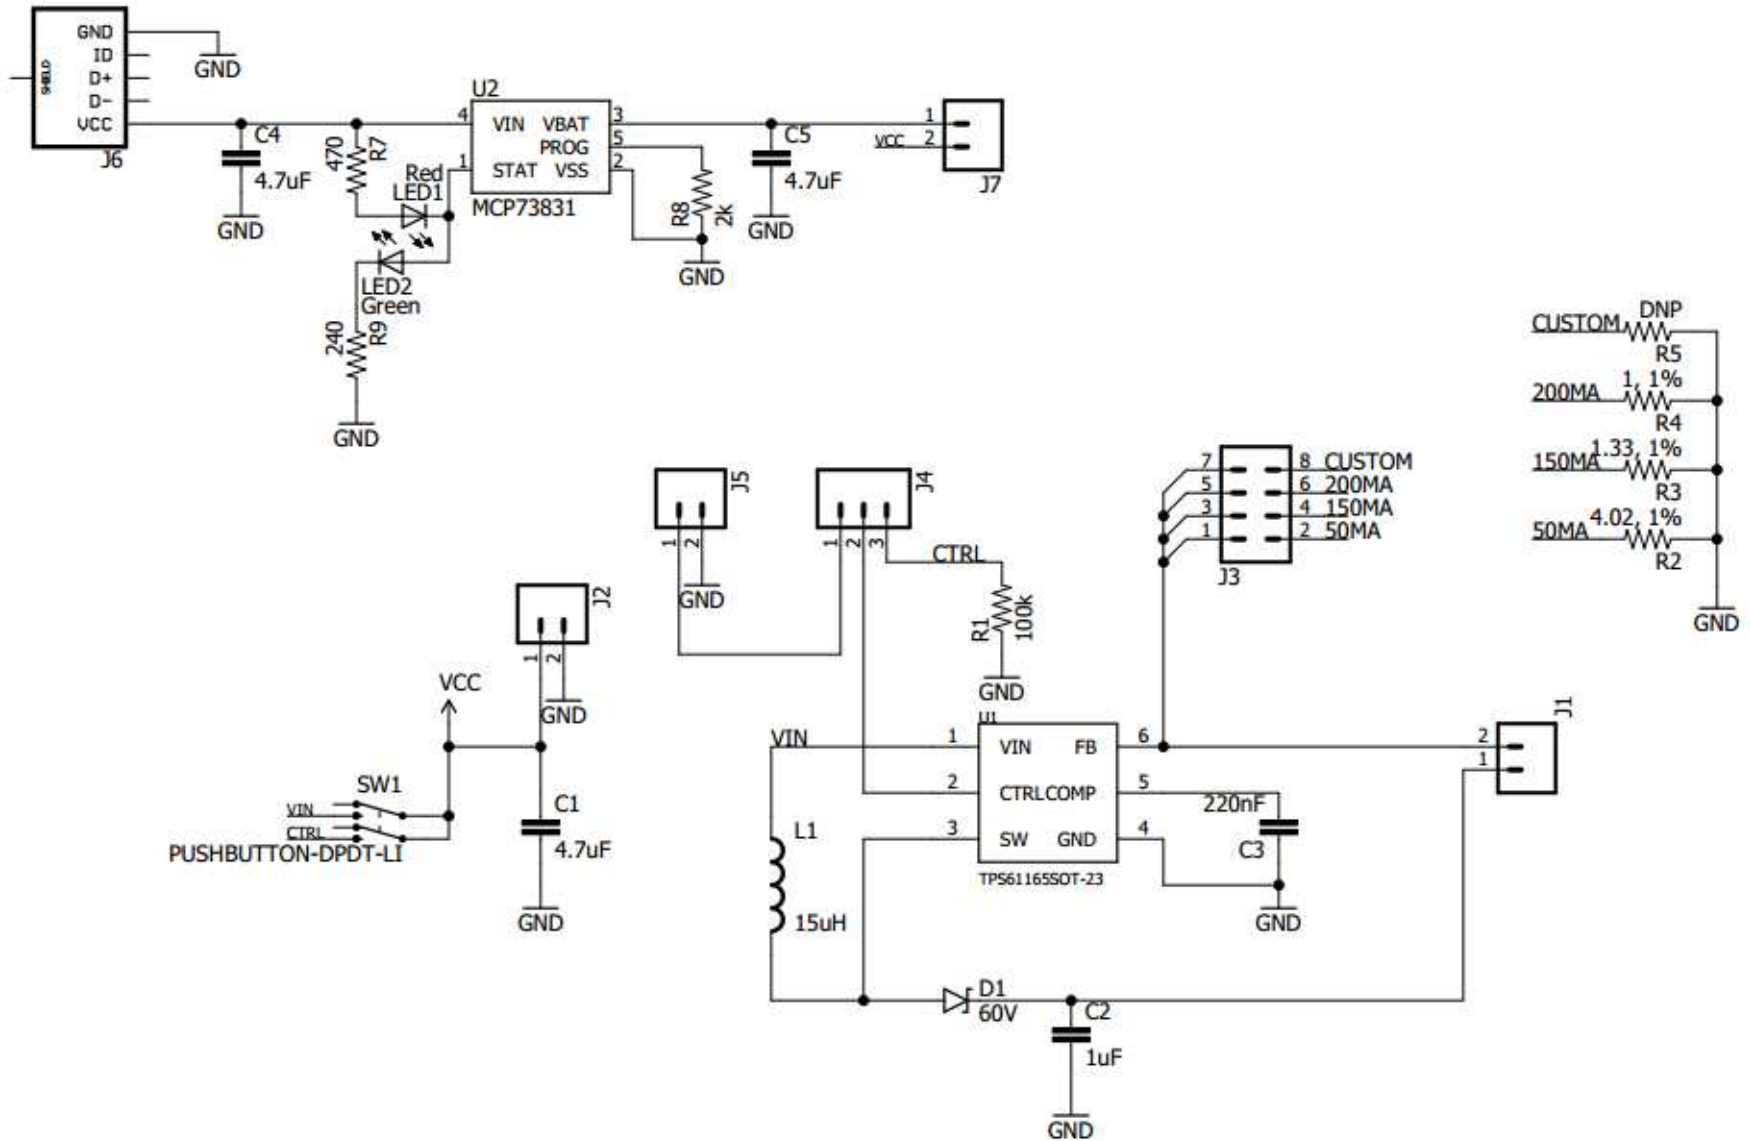 GND
ID
D+
D-
VCC
SHIELD
J6
GND
C4
4.7uF
GND
470
R7
Red
LED1
LED2
Green
240
R9
GND
U2
4
VIN VBAT
3
PROG
5
1
STAT VSS
2
MCP73831
R8
2k
GND
C5
4.7uF
GND
1
VCC 2
J7
CUSTOM
DNP
R5
200MA
1, 1%
R4
150MA
1.33, 1%
R3
50MA
4.02, 1%
R2
GND
J5
1
2
GND
J4
1
2
3
CTRL
R1
100k
GND
7
8 CUSTOM
5
6 200MA
3
4 150MA
1
2 50MA
J3
J2
1
2
GND
VCC
SW1
VIN
CTRL
PUSHBUTTON-DPDT-LI
C1
4.7uF
GND
U1
VIN
1
VIN FB
6
2
CTRLCOMP
5
3
SW GND
4
TPS61165SOT-23
220nF
C3
GND
L1
15uH
D1
60V
C2
1uF
GND
J1
2
1